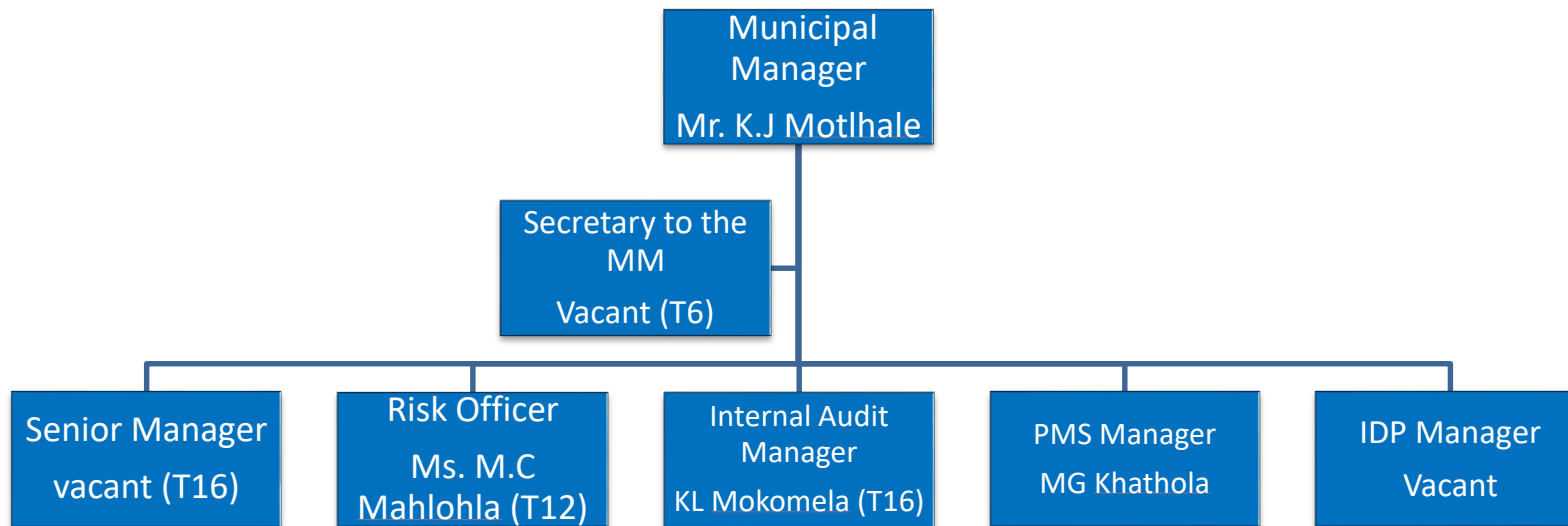 Municipal
Manager
Mr. K.J Motlhale
Secretary to the
MM
Vacant (T6)
Senior Manager
vacant (T16)
Risk Officer
Ms. M.C
Mahlohla (T12)
Internal Audit
Manager
KL Mokomela (T16)
PMS Manager
MG Khathola
IDP Manager
Vacant